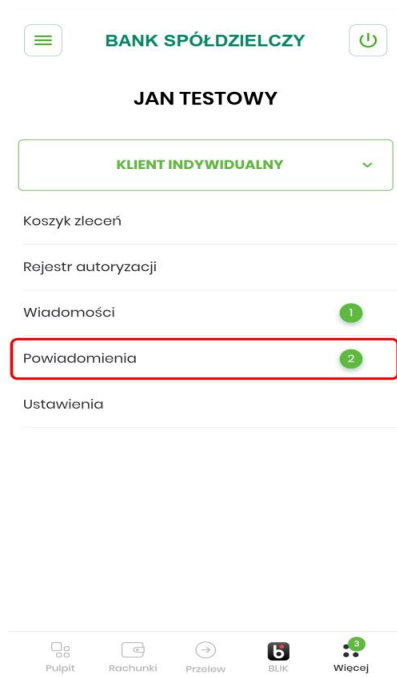 BANK SPÓŁDZIELCZY
JAN TESTOWY
KLIENT INDYWIDUALNY
Koszyk zleceń
Rejestr autoryzacji
Wiadomości 1
Powiadomienia 2
Ustawienia
3
Pulpit Rachunki Przelew BLIK Więcej